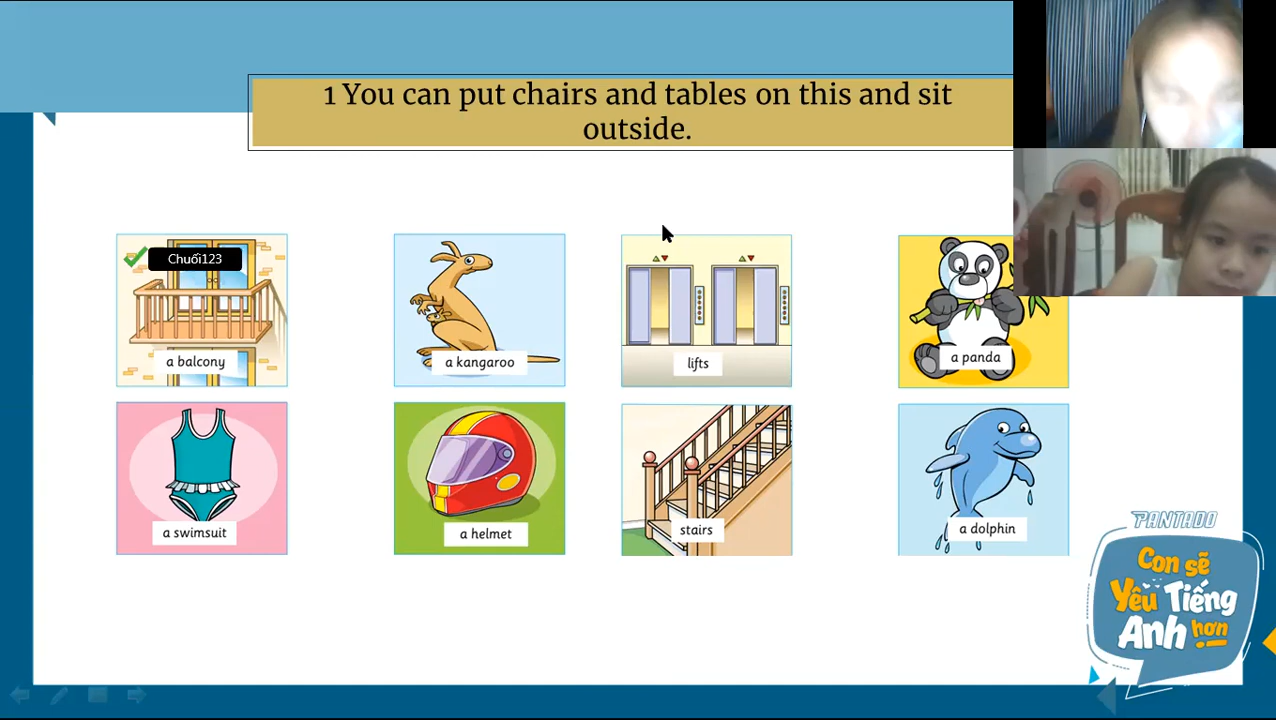 1 You can put chairs and tables on this and sit
outside.
Chuối123
a balcony
a kangaroo
lifts
a panda
a swimsuit
a helmet
stairs
a dolphin
PANTADO
Con sẽ
Yêu Tiếng
Anh hơn